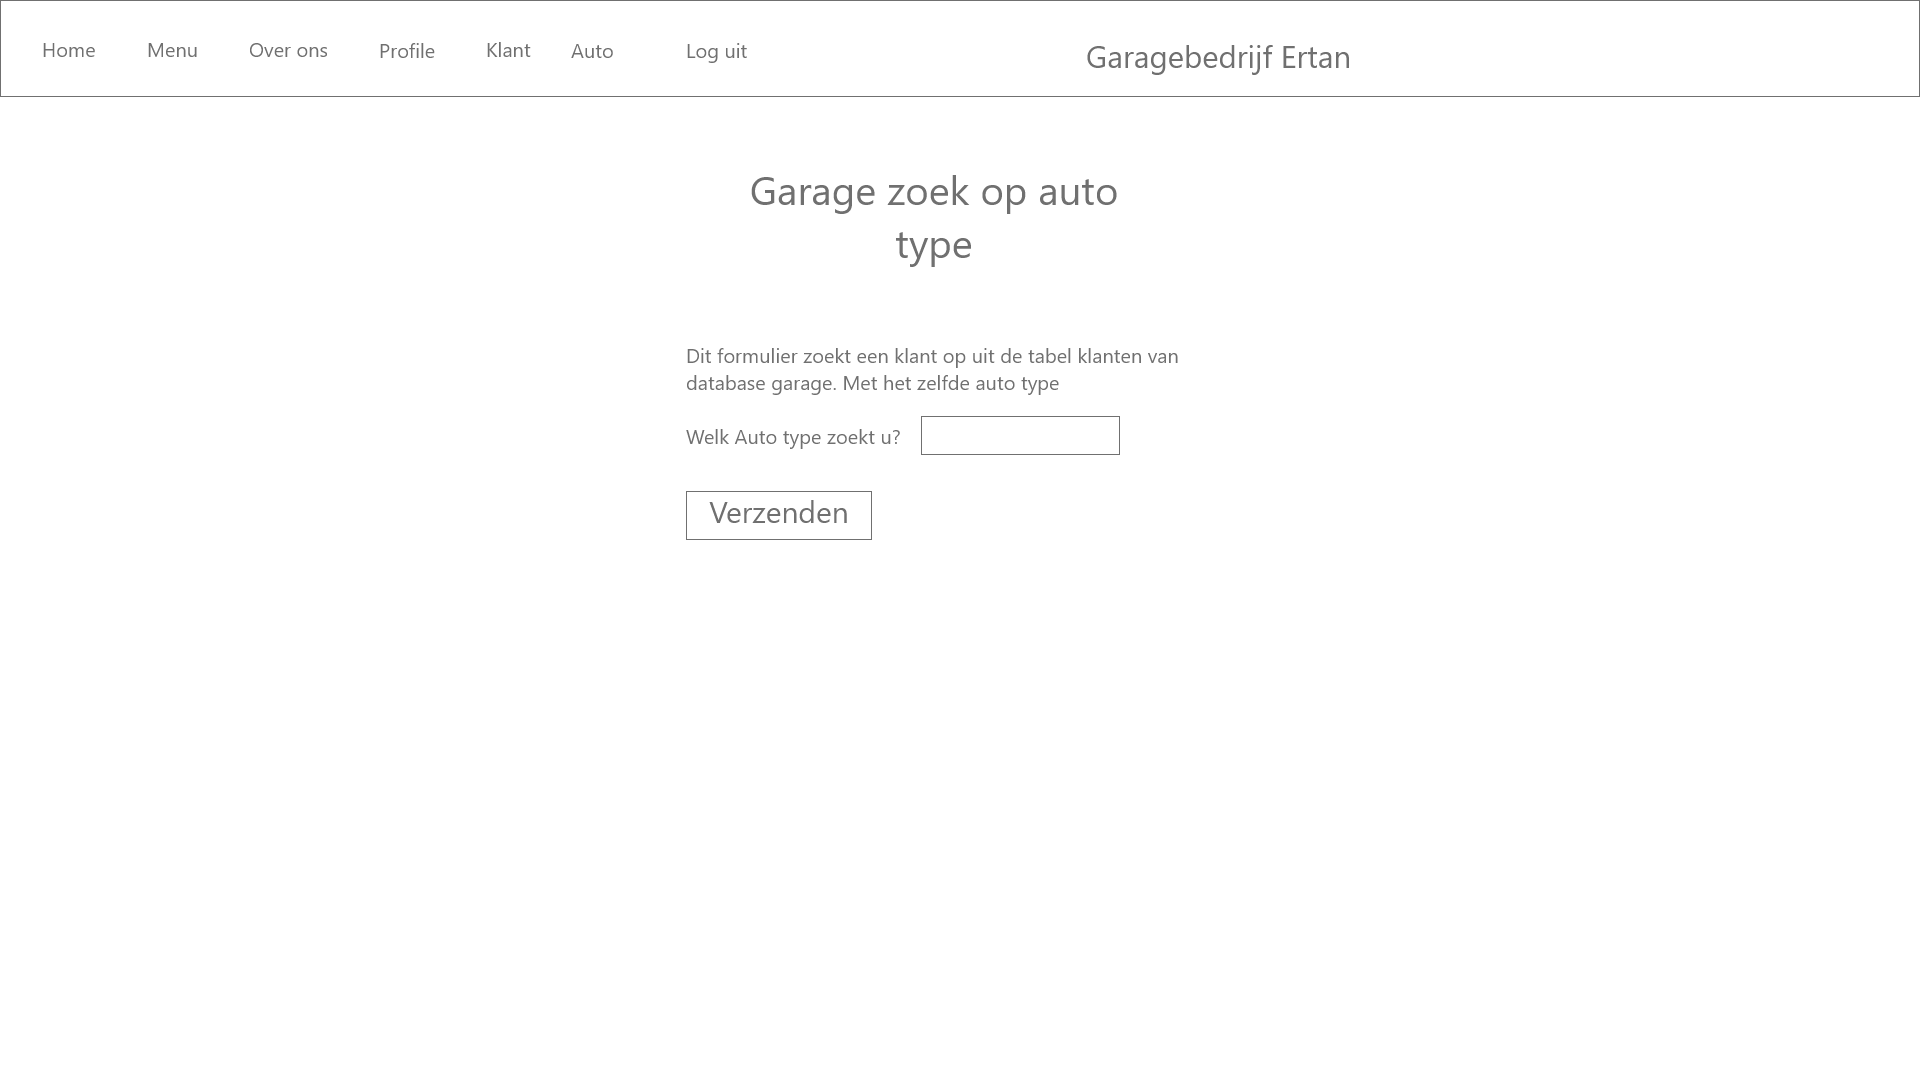 Home Menu Over ons Profile Klant Auto Log uit Garagebedrijf Ertan
Garage zoek op auto
type
Dit formulier zoekt een klant op uit de tabel klanten van
database garage. Met het zelfde auto type
Welk Auto type zoekt u?
Verzenden